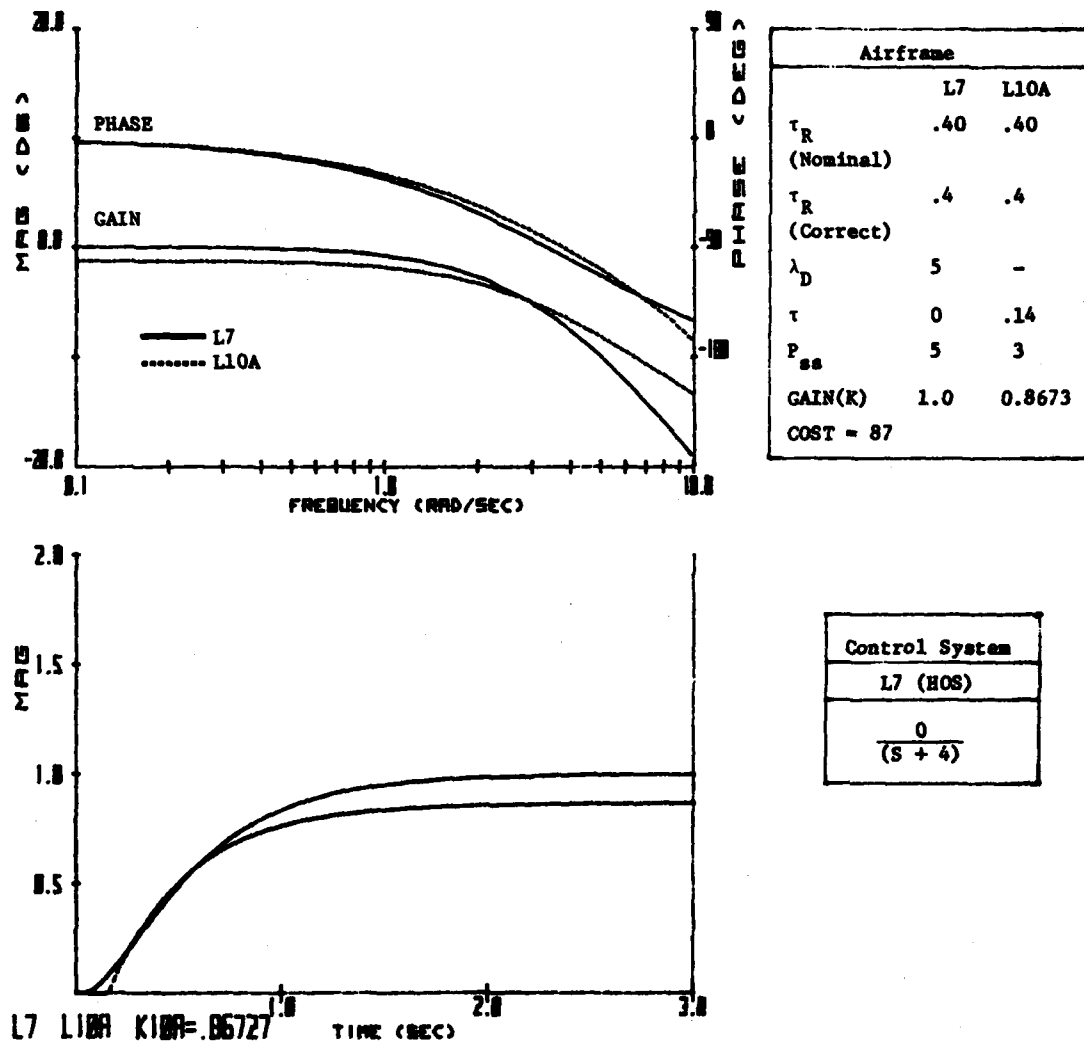 20.0
MAG (DB)
0.0
-20.0
PHASE
GAIN
L7
L10A
0.1
1.0
10.0
FREQUENCY (RAD/SEC)
90
0
-90
-180
PHASE (DEG)
Airframe
L7 L10A
τR .40 .40
(Nominal)
τR .4 .4
(Correct)
λD 5 -
τ 0 .14
Pss 5 3
GAIN(K) 1.0 0.8673
COST = 87
2.0
1.5
1.0
0.5
MAG
1.0
2.0
3.0
TIME (SEC)
L7 L10A K10A=.86727
Control System
L7 (HOS)
0
(S + 4)